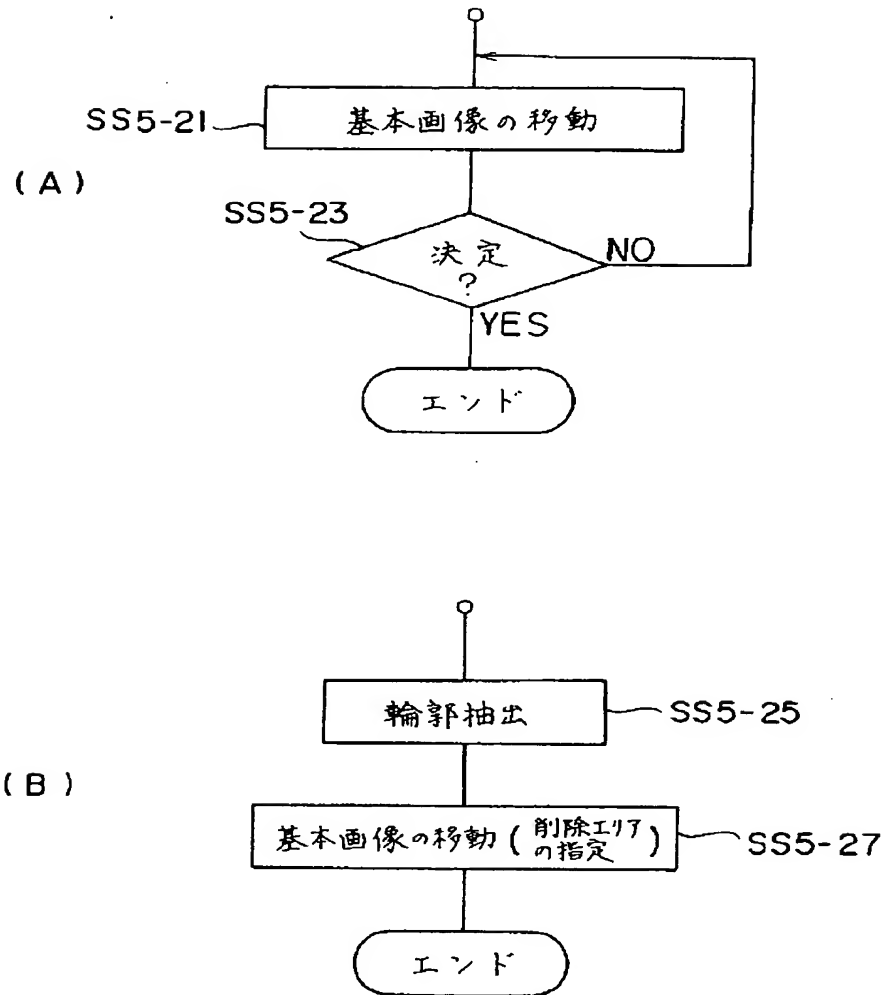 SS5-21
基本画像の移動
(A)
SS5-23
決定
?
NO
YES
エンド
輪郭抽出
SS5-25
(B)
基本画像の移動(削除エリアの指定)
SS5-27
エンド